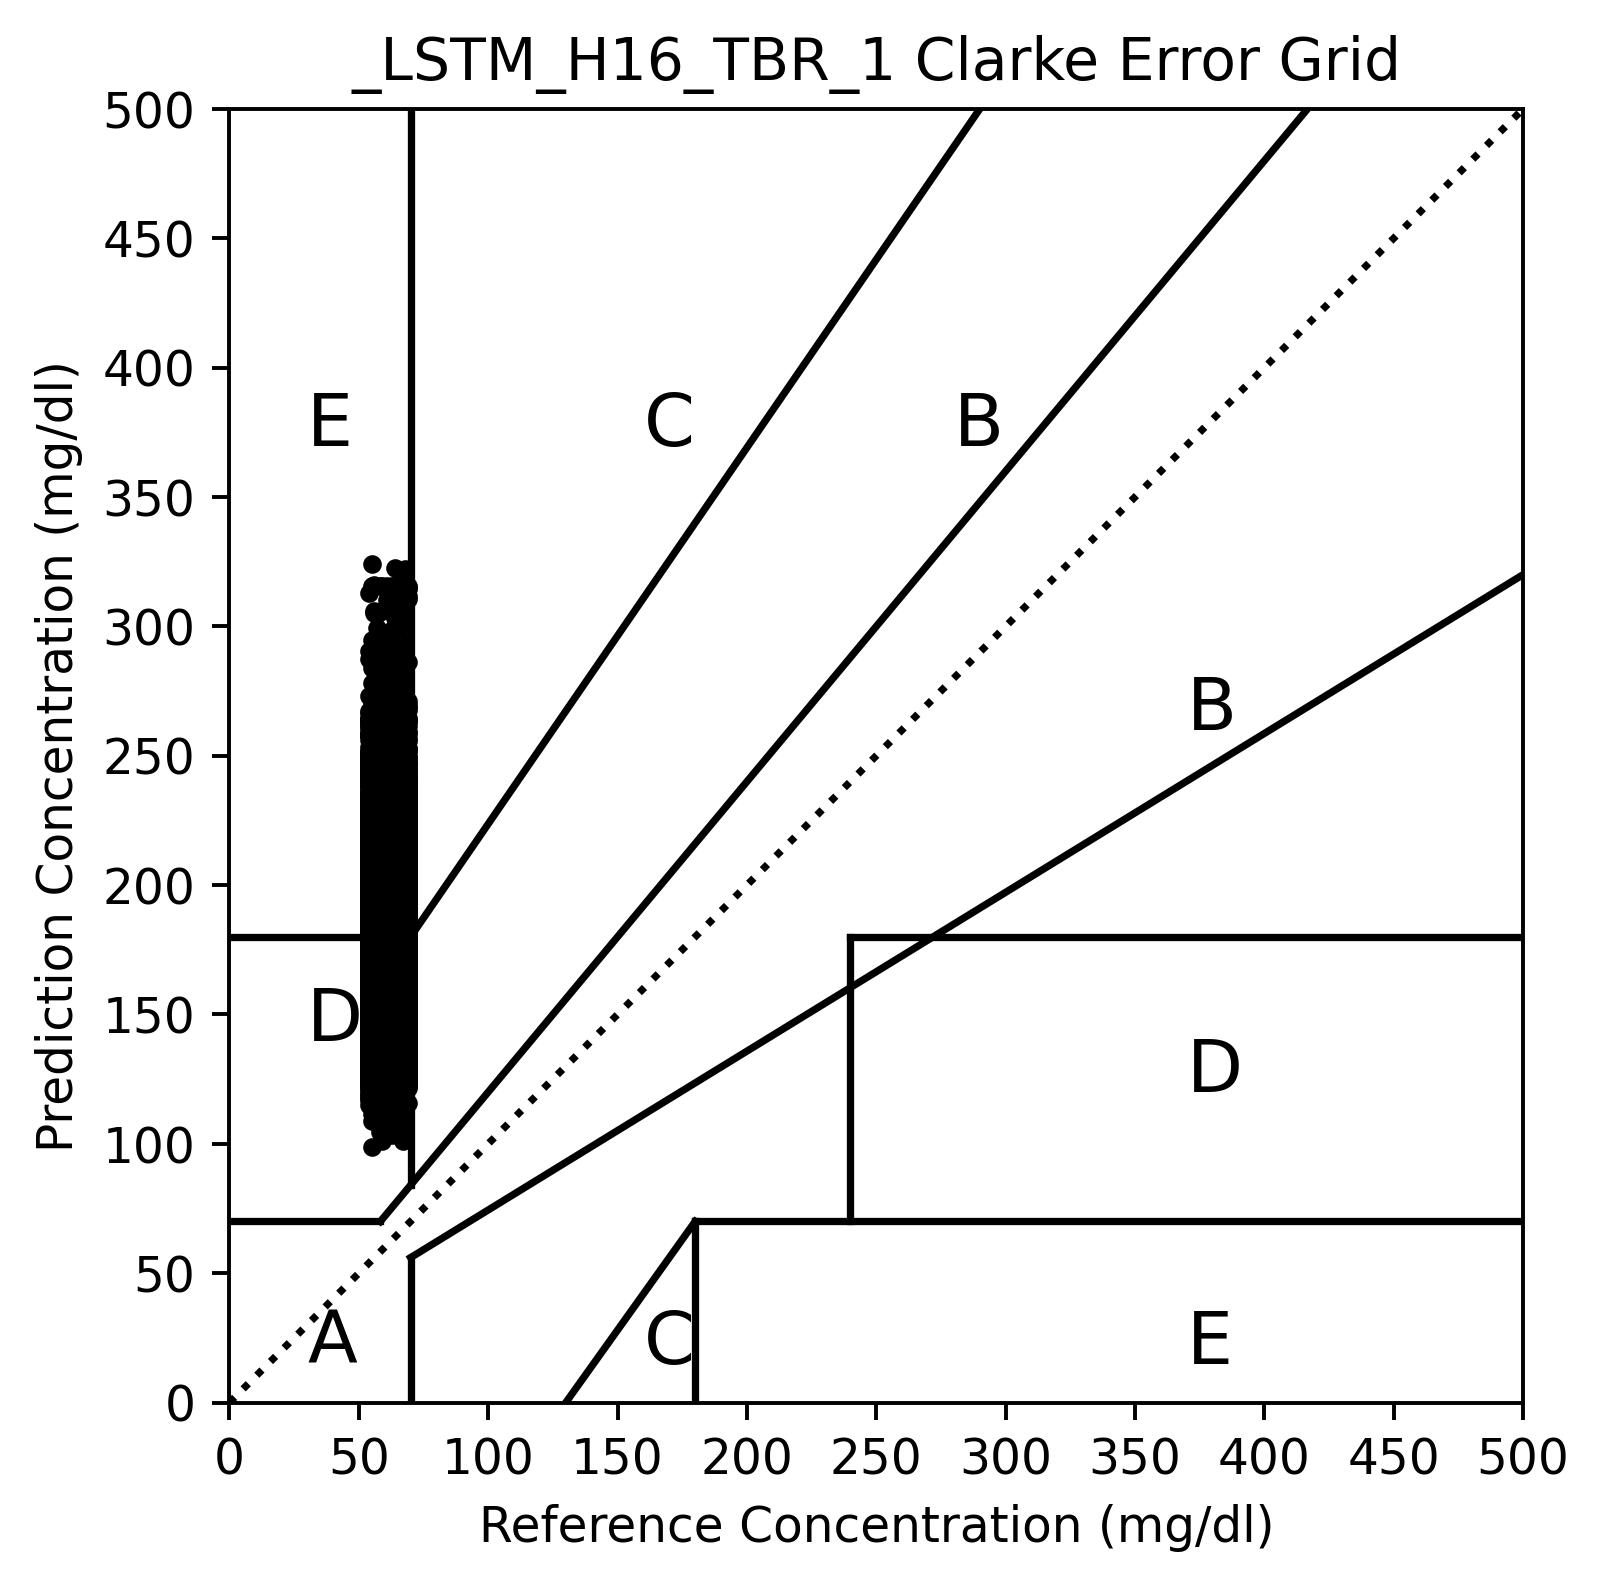 _LSTM_H16_TBR_1 Clarke Error Grid
500
450
400
350
300
250
200
150
100
50
0
Prediction Concentration (mg/dl)
E
C
B
B
D
D
A
C
E
0 50 100 150 200 250 300 350 400 450 500
Reference Concentration (mg/dl)